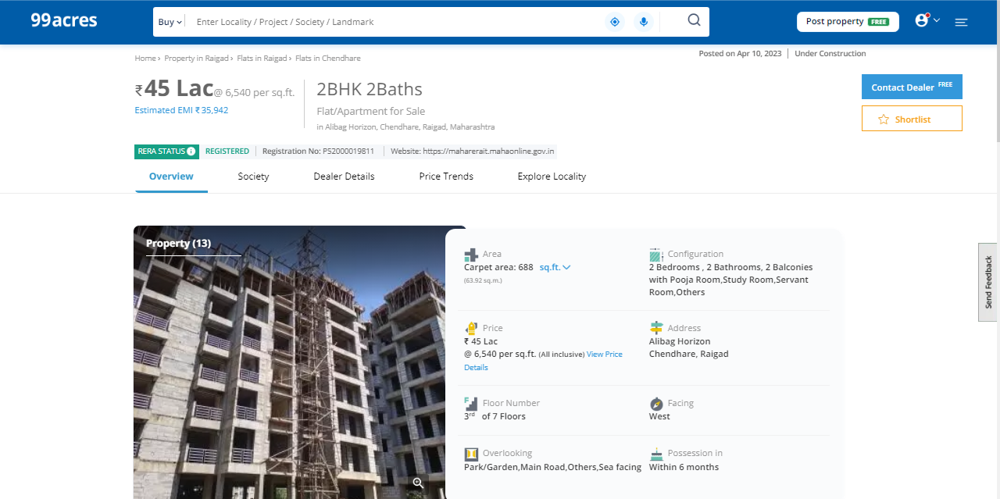 99acres
Buy
Enter Locality / Project / Society / Landmark
Post property FREE
Home › Property in Raigad › Flats in Raigad › Flats in Chendhare
Posted on Apr 10, 2023 | Under Construction
₹45 Lac @ 6,540 per sq.ft.
Estimated EMI ₹ 35,942
2BHK 2Baths
Flat/Apartment for Sale
in Alibag Horizon, Chendhare, Raigad, Maharashtra
Contact Dealer FREE
Shortlist
RERA STATUS REGISTERED Registration No: P52000019811 Website: https://maharerait.mahaonline.gov.in
Overview Society Dealer Details Price Trends Explore Locality
Property (13)
Area
Carpet area: 688 sq.ft.
(63.92 sq.m.)
Configuration
2 Bedrooms , 2 Bathrooms, 2 Balconies
with Pooja Room,Study Room,Servant
Room,Others
Price
₹ 45 Lac
@ 6,540 per sq.ft. (All inclusive) View Price
Details
Address
Alibag Horizon
Chendhare, Raigad
Floor Number
3rd of 7 Floors
Facing
West
Overlooking
Park/Garden,Main Road,Others,Sea facing
Possession in
Within 6 months
Send Feedback